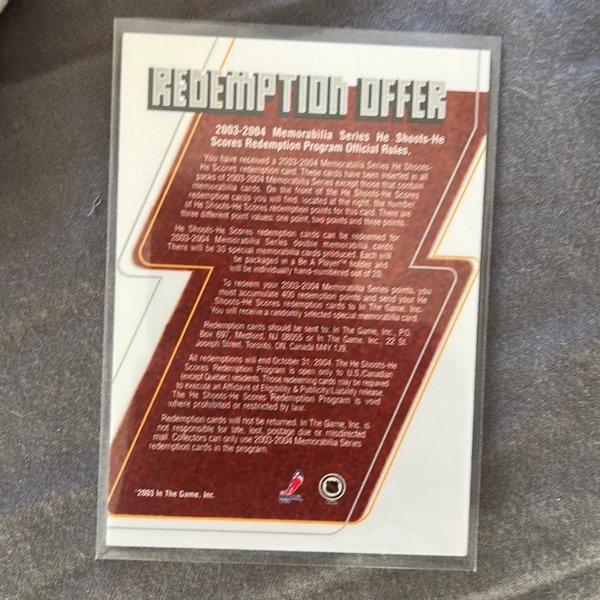 REDEMPTION OFFER
2003-2004 Memorabilia Series He Shoots-He
Scores Redemption Program Official Rules.
You have received a 2003-2004 Memorabilia Series He Shoots-
He Scores redemption card. These cards have been inserted in all
packs of 2003-2004 Memorabilia Series except those that contain
memorabilia cards. On the front of the He Shoots-He Scores
redemption cards you will find, located at the right, the number
of He Shoots-He Scores redemption points for this card. There are
three different point values: one point, two points and three points.
He Shoots-He Scores redemption cards can be redeemed for
2003-2004 Memorabilia Series double memorabilia cards.
There will be 30 special memorabilia cards produced. Each will
be packaged in a Be A Player™ holder and
will be individually hand-numbered out of 20.
To redeem your 2003-2004 Memorabilia Series points, you
must accumulate 400 redemption points and send your He
Shoots-He Scores redemption cards to In The Game, Inc.
You will receive a randomly selected special memorabilia card.
Redemption cards should be sent to: In The Game, Inc., P.O.
Box 697, Medford, NJ 08055 or In The Game, Inc., 22 St.
Joseph Street, Toronto, ON, Canada M4Y 1J9.
All redemptions will end October 31, 2004. The He Shoots-He
Scores Redemption Program is open only to U.S./Canadian
(except Quebec) residents. Those redeeming cards may be required
to execute an Affidavit of Eligibility & Publicity/Liability release.
The He Shoots-He Scores Redemption Program is void
where prohibited or restricted by law.
Redemption cards will not be returned. In The Game, Inc. is
not responsible for late, lost, postage due or misdirected
mail. Collectors can only use 2003-2004 Memorabilia Series
redemption cards in the program.
©2003 In The Game, Inc.